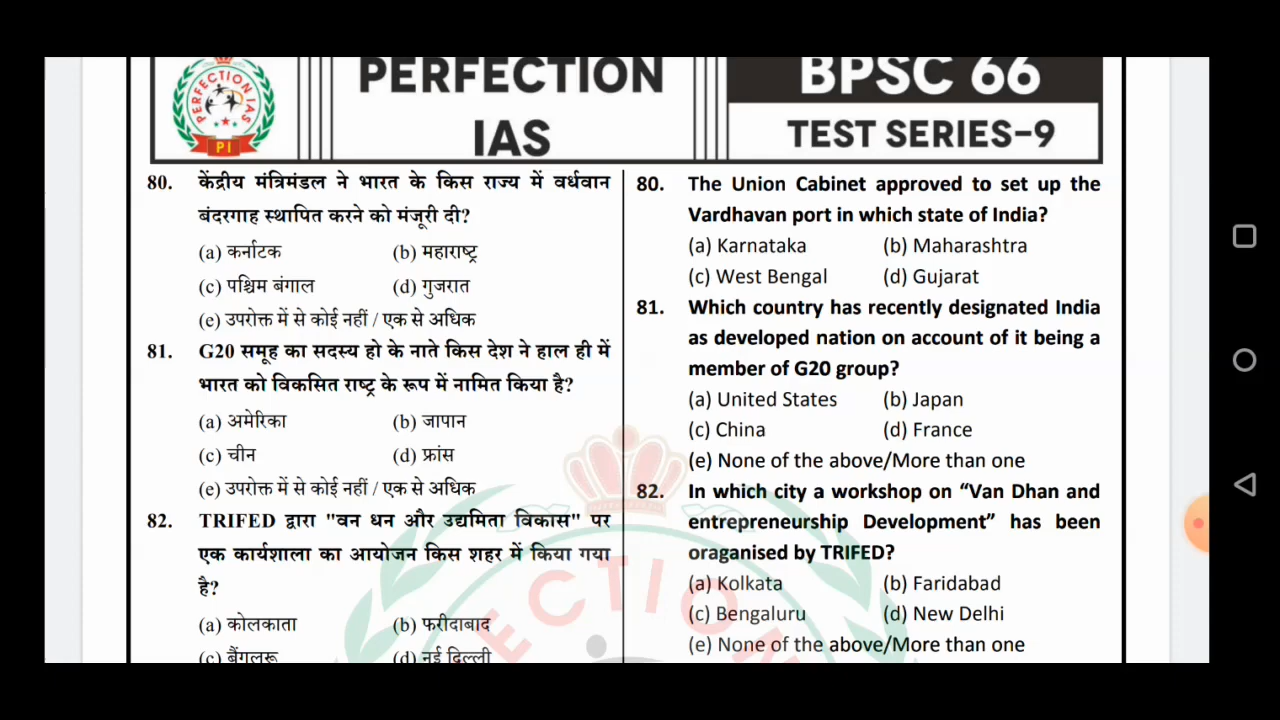 PERFECTION IAS
PI
PERFECTION
IAS
BPSC 66
TEST SERIES-9
80. केंद्रीय मंत्रिमंडल ने भारत के किस राज्य में वर्धवान
बंदरगाह स्थापित करने को मंजूरी दी?
(a) कर्नाटक (b) महाराष्ट्र
(c) पश्चिम बंगाल (d) गुजरात
(e) उपरोक्त में से कोई नहीं / एक से अधिक
81. G20 समूह का सदस्य हो के नाते किस देश ने हाल ही में
भारत को विकसित राष्ट्र के रूप में नामित किया है?
(a) अमेरिका (b) जापान
(c) चीन (d) फ्रांस
(e) उपरोक्त में से कोई नहीं / एक से अधिक
82. TRIFED द्वारा "वन धन और उद्यमिता विकास" पर
एक कार्यशाला का आयोजन किस शहर में किया गया
है?
(a) कोलकाता (b) फरीदाबाद
(c) बैंगलरू (d) नई दिल्ली
80. The Union Cabinet approved to set up the
Vardhavan port in which state of India?
(a) Karnataka (b) Maharashtra
(c) West Bengal (d) Gujarat
81. Which country has recently designated India
as developed nation on account of it being a
member of G20 group?
(a) United States (b) Japan
(c) China (d) France
(e) None of the above/More than one
82. In which city a workshop on “Van Dhan and
entrepreneurship Development” has been
oraganised by TRIFED?
(a) Kolkata (b) Faridabad
(c) Bengaluru (d) New Delhi
(e) None of the above/More than one
ECTION